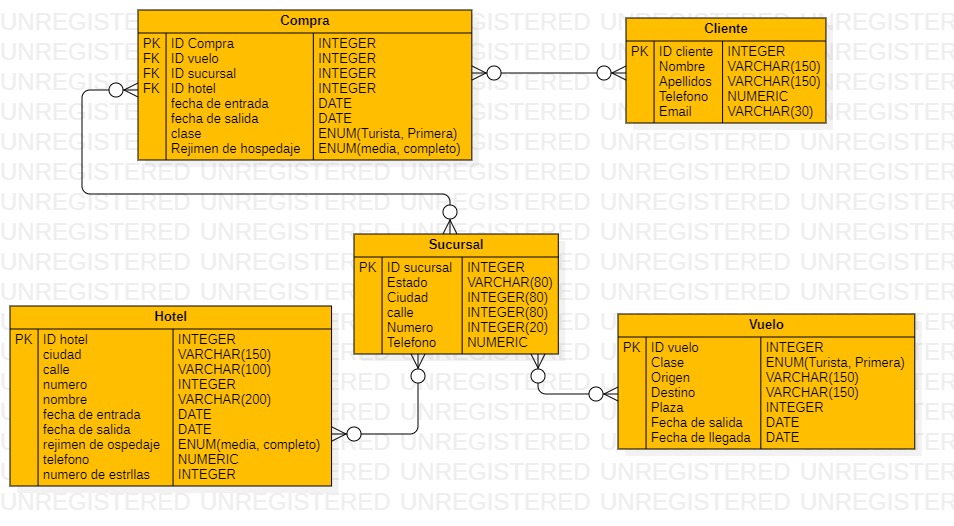 Compra
PK ID Compra INTEGER
FK ID vuelo INTEGER
FK ID sucursal INTEGER
FK ID hotel INTEGER
fecha de entrada DATE
fecha de salida DATE
clase ENUM(Turista, Primera)
Rejimen de hospedaje ENUM(media, completo)
Cliente
PK ID cliente INTEGER
Nombre VARCHAR(150)
Apellidos VARCHAR(150)
Telefono NUMERIC
Email VARCHAR(30)
Sucursal
PK ID sucursal INTEGER
Estado VARCHAR(80)
Ciudad INTEGER(80)
calle INTEGER(80)
Numero INTEGER(20)
Telefono NUMERIC
Hotel
PK ID hotel INTEGER
ciudad VARCHAR(150)
calle VARCHAR(100)
numero INTEGER
nombre VARCHAR(200)
fecha de entrada DATE
fecha de salida DATE
rejimen de ospedaje ENUM(media, completo)
telefono NUMERIC
numero de estrllas INTEGER
Vuelo
PK ID vuelo INTEGER
Clase ENUM(Turista, Primera)
Origen VARCHAR(150)
Destino VARCHAR(150)
Plaza INTEGER
Fecha de salida DATE
Fecha de llegada DATE
UNREGISTERED